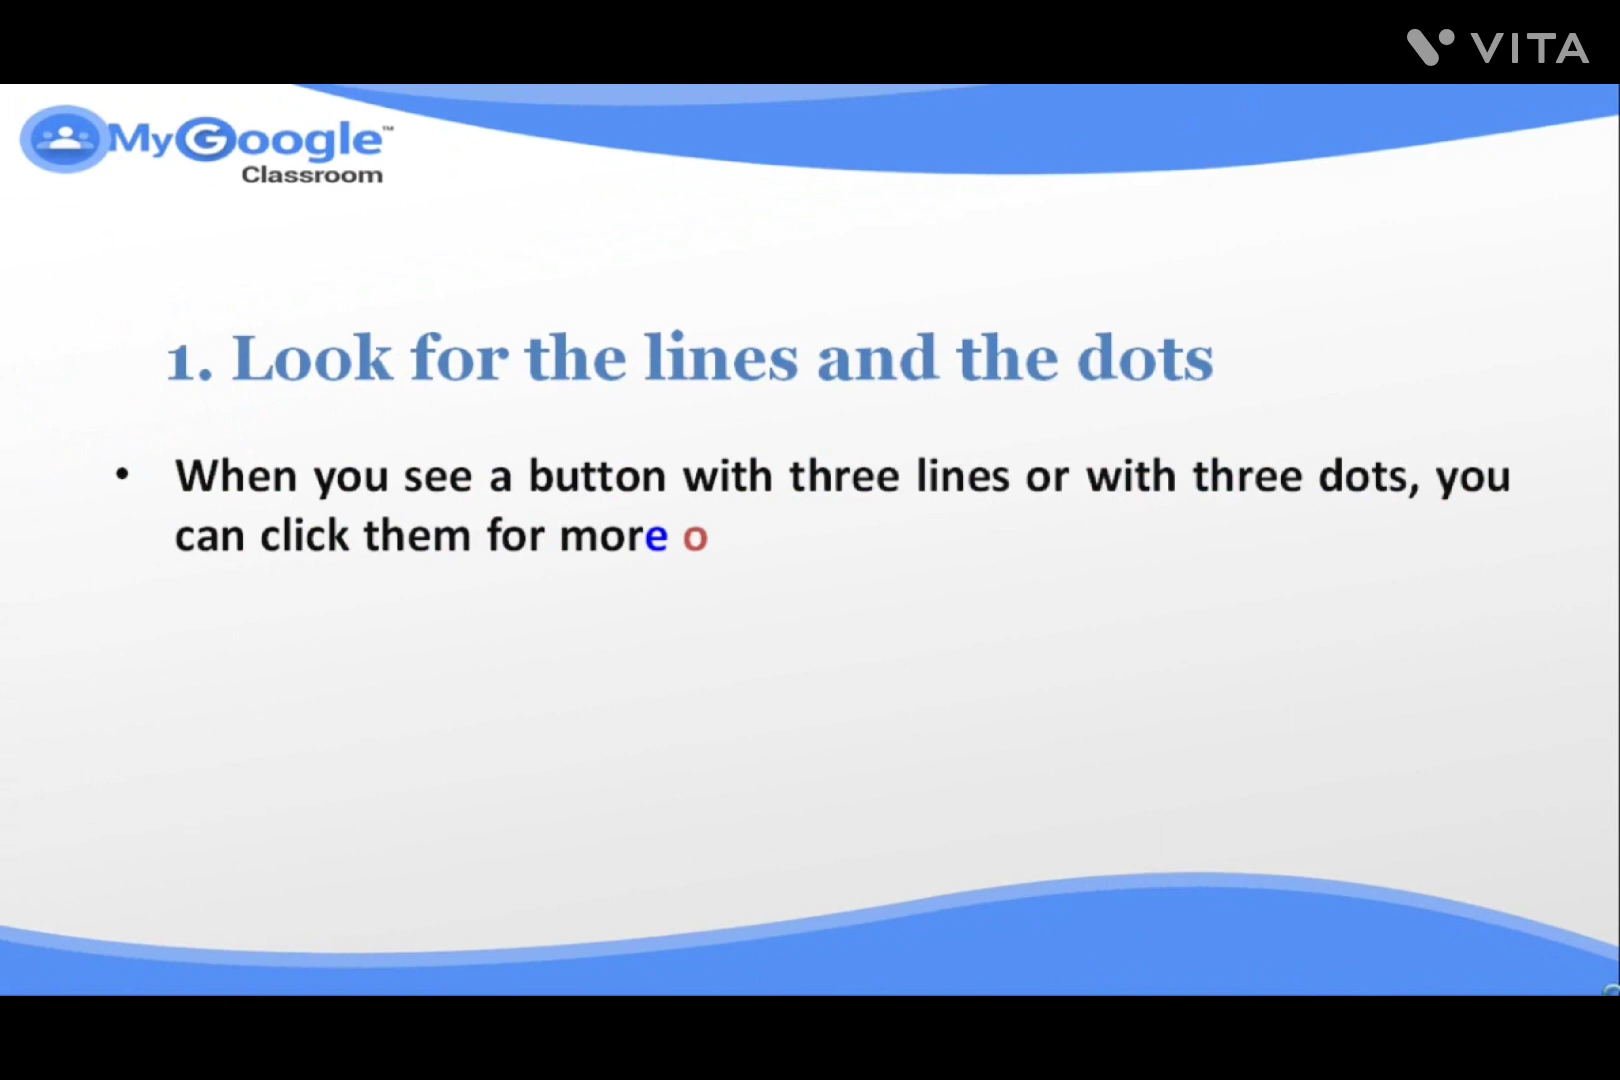 VITA
MyGoogle™
Classroom
1. Look for the lines and the dots
• When you see a button with three lines or with three dots, you
can click them for more o